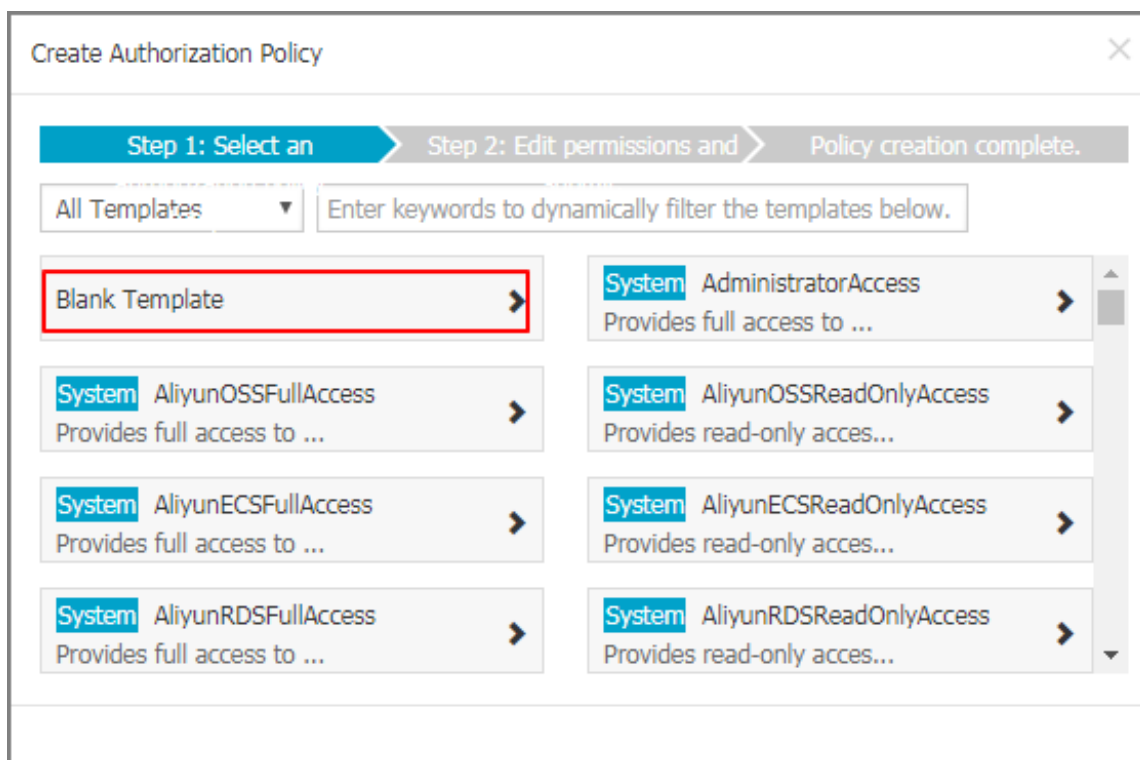 Create Authorization Policy
Step 1: Select an
Step 2: Edit permissions and
Policy creation complete.
All Templates
Enter keywords to dynamically filter the templates below.
Blank Template
System AdministratorAccess
Provides full access to ...
System AliyunOSSFullAccess
Provides full access to ...
System AliyunOSSReadOnlyAccess
Provides read-only acces...
System AliyunECSFullAccess
Provides full access to ...
System AliyunECSReadOnlyAccess
Provides read-only acces...
System AliyunRDSFullAccess
Provides full access to ...
System AliyunRDSReadOnlyAccess
Provides read-only acces...